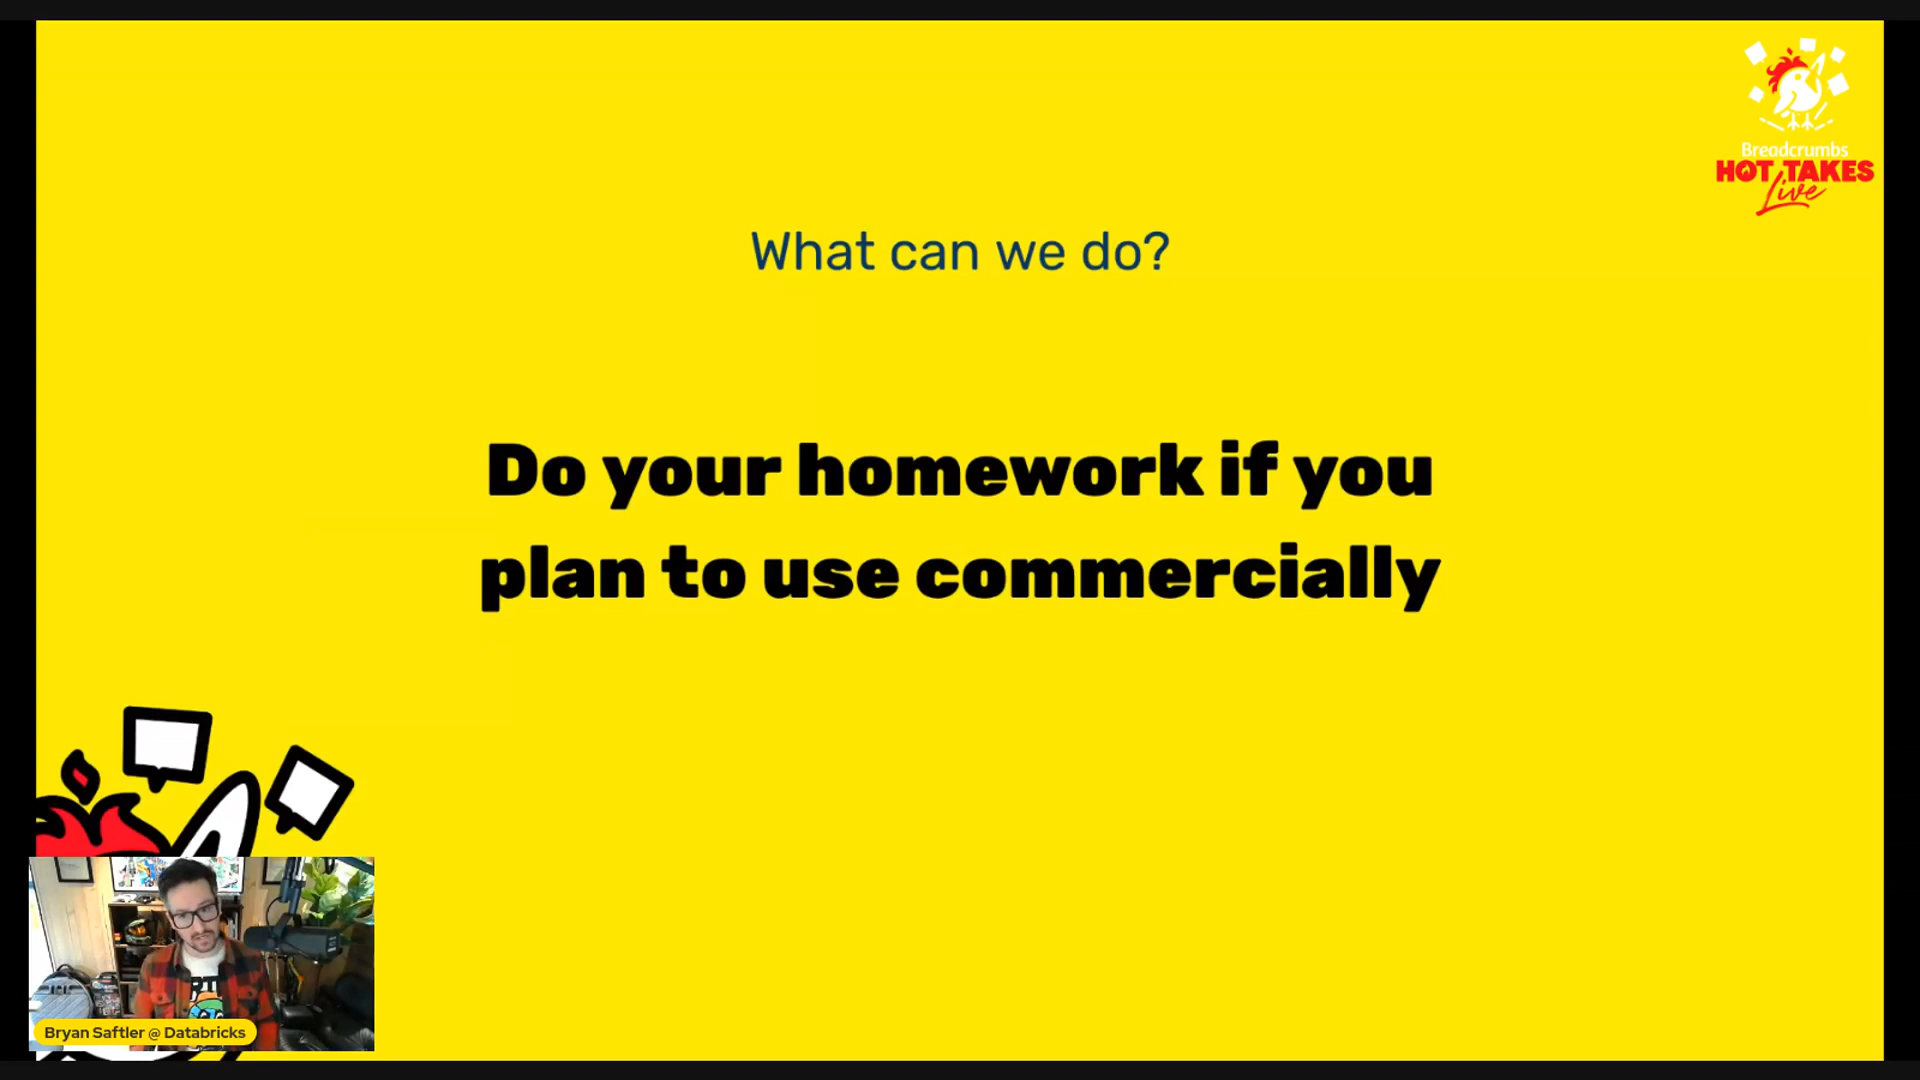 Breadcrumbs
HOT TAKES
Live
What can we do?
Do your homework if you
plan to use commercially
Bryan Saftler @ Databricks